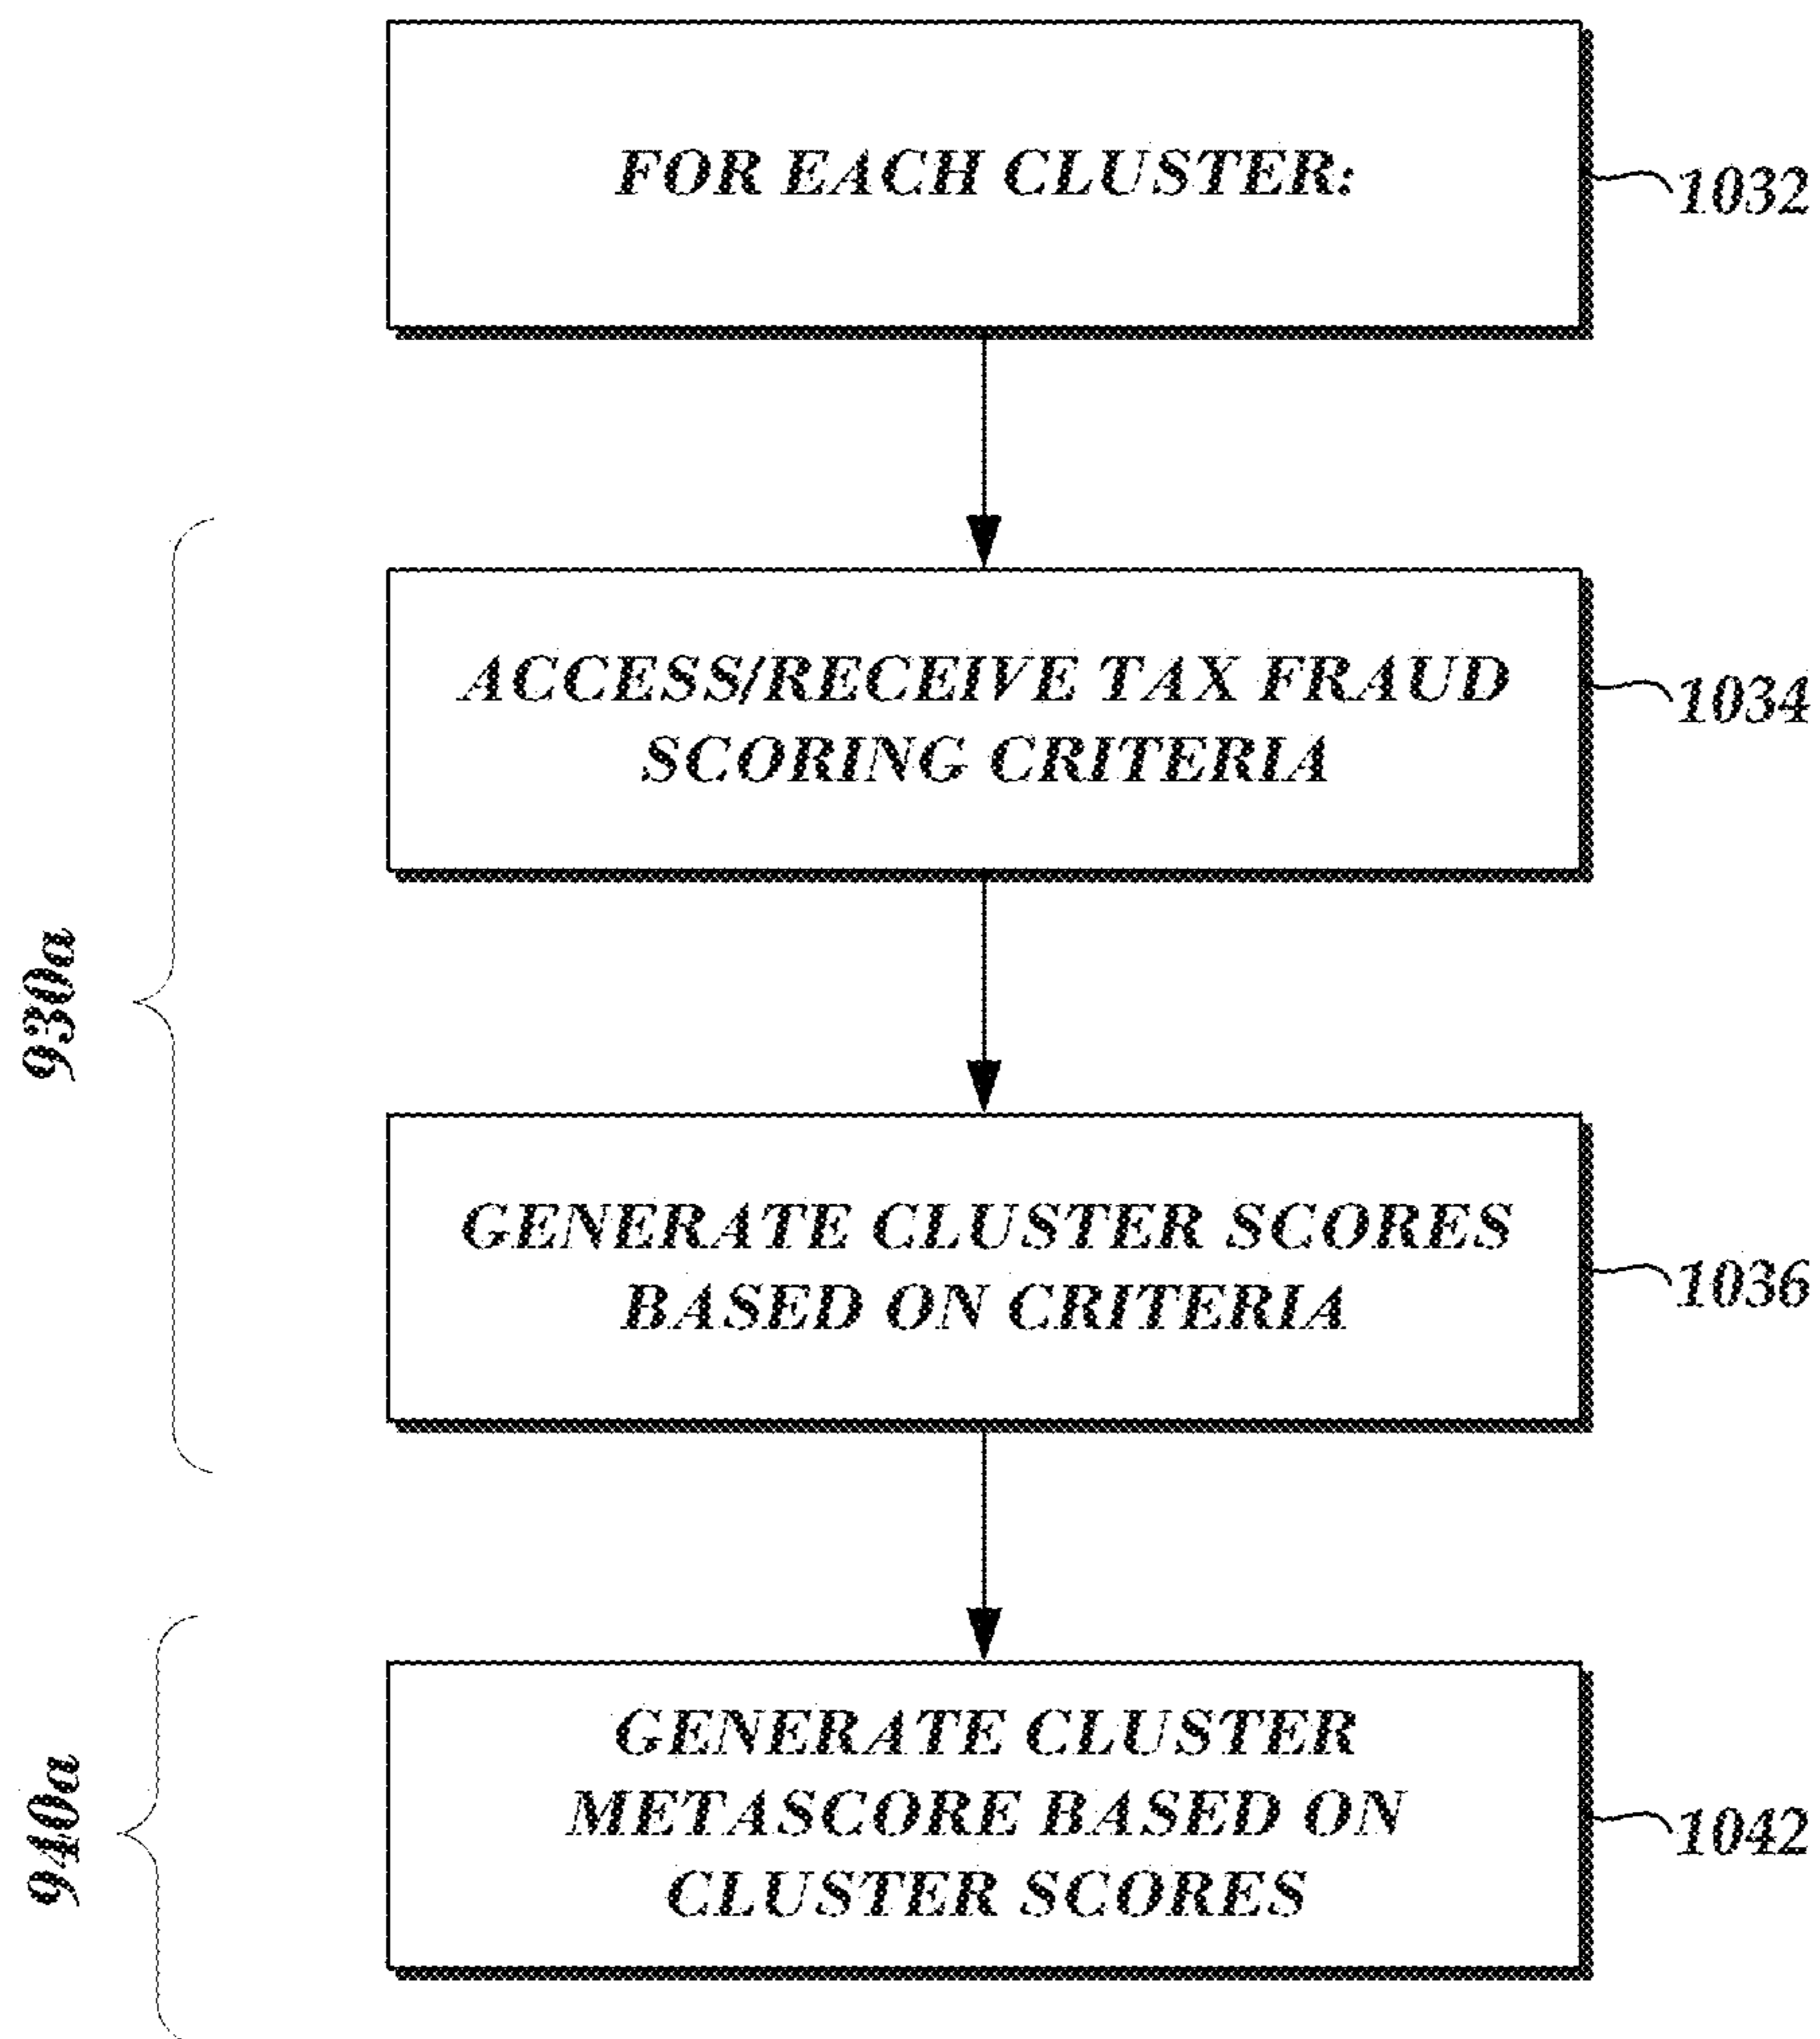 FOR EACH CLUSTER:
1032
ACCESS/RECEIVE TAX FRAUD
SCORING CRITERIA
1034
930a
GENERATE CLUSTER SCORES
BASED ON CRITERIA
1036
GENERATE CLUSTER
METASCORE BASED ON
CLUSTER SCORES
1042
940a